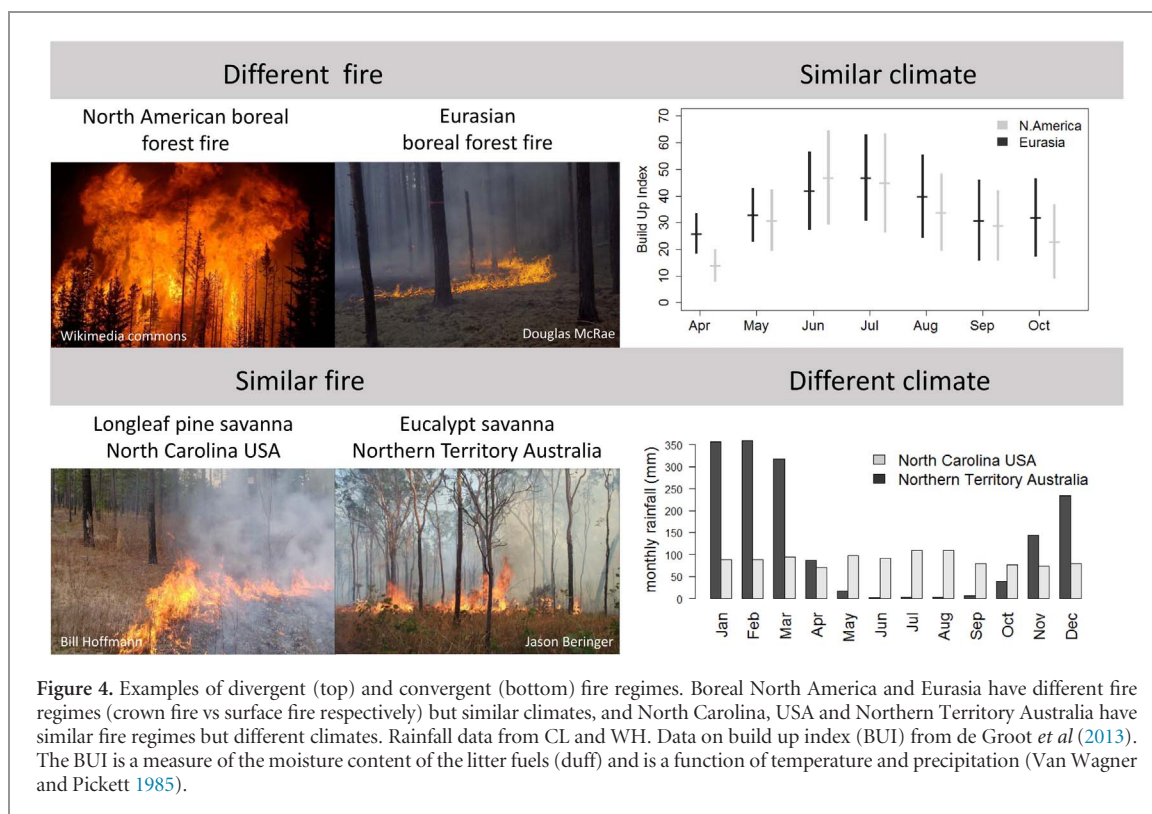 Different fire
Similar climate
North American boreal
forest fire
Eurasian
boreal forest fire
Wikimedia commons
Douglas McRae
Build Up Index
70
60
50
40
30
20
10
0
N.America
Eurasia
Apr May Jun Jul Aug Sep Oct
Similar fire
Different climate
Longleaf pine savanna
North Carolina USA
Eucalypt savanna
Northern Territory Australia
Bill Hoffmann
Jason Beringer
monthly rainfall (mm)
350
300
250
200
150
100
50
0
North Carolina USA
Northern Territory Australia
Jan Feb Mar Apr May Jun Jul Aug Sep Oct Nov Dec
Figure 4. Examples of divergent (top) and convergent (bottom) fire regimes. Boreal North America and Eurasia have different fire
regimes (crown fire vs surface fire respectively) but similar climates, and North Carolina, USA and Northern Territory Australia have
similar fire regimes but different climates. Rainfall data from CL and WH. Data on build up index (BUI) from de Groot et al (2013).
The BUI is a measure of the moisture content of the litter fuels (duff) and is a function of temperature and precipitation (Van Wagner
and Pickett 1985).